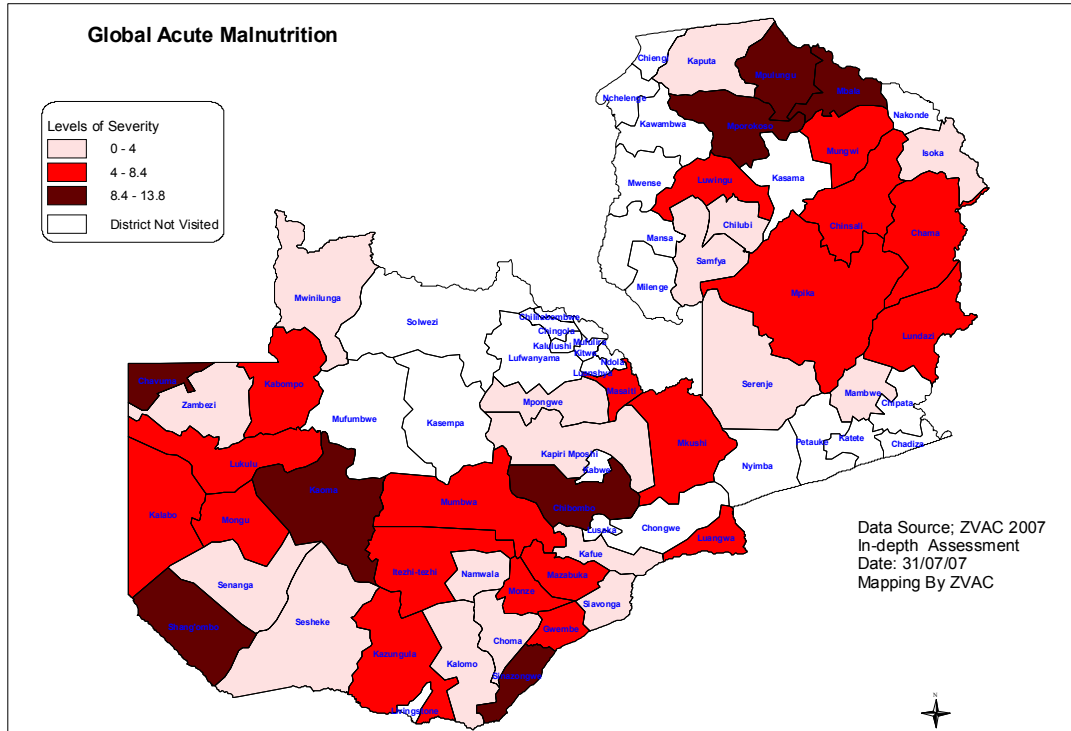 Global Acute Malnutrition
Levels of Severity
0 - 4
4 - 8.4
8.4 - 13.8
District Not Visited
Chieng
Kaputa
Nchelenge
Kawambwa
Nakonde
Mungwi
Isoka
Mwense
Luwingu
Kasama
Chilubi
Chinsali
Chama
Mansa
Samfya
Milenge
Mpika
Lundazi
Mwinilunga
Solwezi
Chililabombwe
Chingola
Mufulira
Kalulushi
Kitwe
Lufwanyama
Ndola
Luanshya
Masaiti
Serenje
Mambwe
Chipata
Kabompo
Zambezi
Mpongwe
Mufumbwe
Kasempa
Mkushi
Petauke
Katete
Chadiza
Kapiri Mposhi
Kabwe
Nyimba
Lukulu
Kaoma
Mumbwa
Chibombo
Kalabo
Mongu
Lusaka
Chongwe
Luangwa
Kafue
Senanga
Itezhi-tezhi
Namwala
Mazabuka
Monze
Siavonga
Sesheke
Choma
Gwembe
Kazungula
Kalomo
Livingstone
Data Source; ZVAC 2007
In-depth Assessment
Date: 31/07/07
Mapping By ZVAC
N